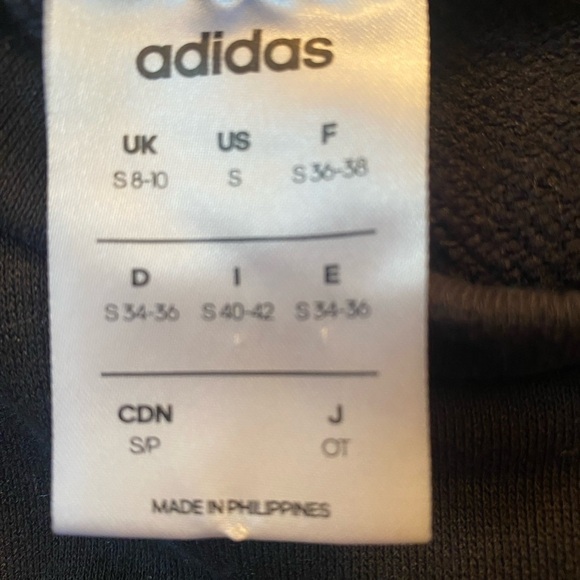 adidas
UK US F
S 8-10 S S 36-38
D I E
S 34-36 S 40-42 S 34-36
CDN J
S/P OT
MADE IN PHILIPPINES